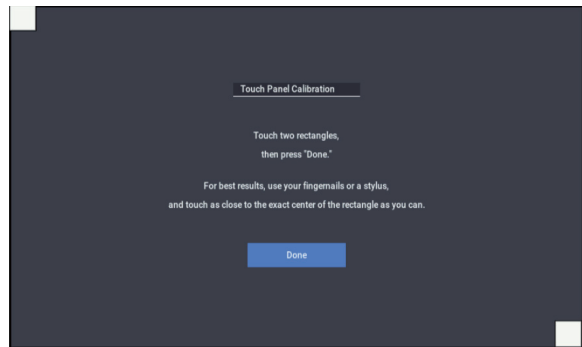 Touch Panel Calibration
Touch two rectangles,
then press "Done."
For best results, use your fingernails or a stylus,
and touch as close to the exact center of the rectangle as you can.
Done